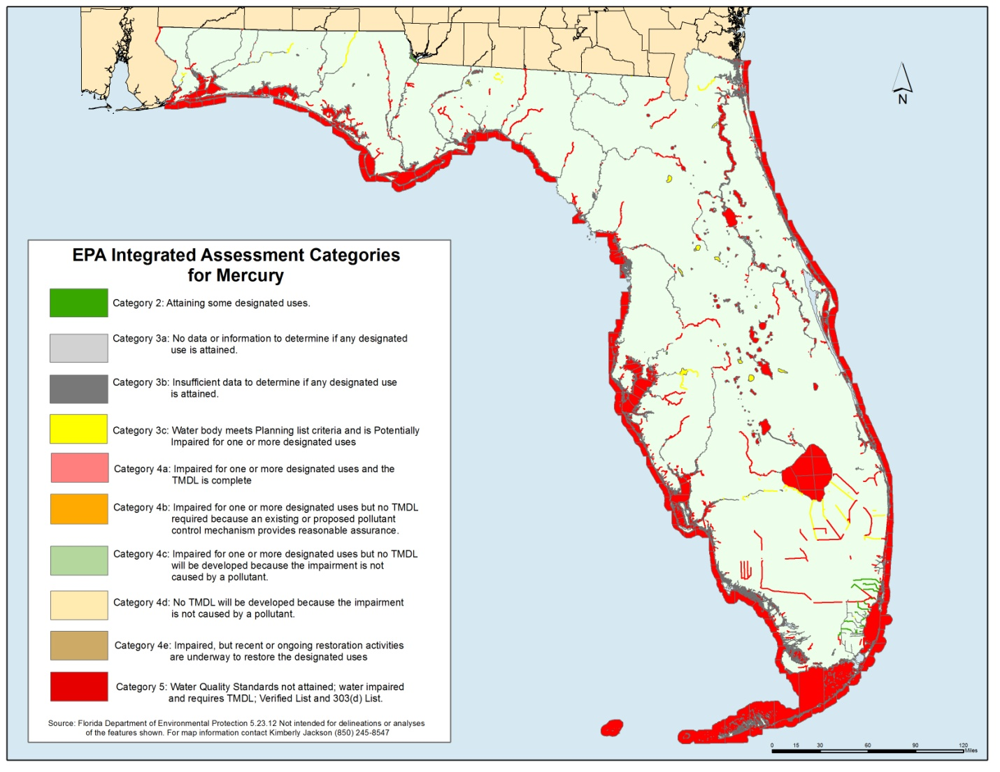 N
EPA Integrated Assessment Categories
for Mercury
Category 2: Attaining some designated uses.
Category 3a: No data or information to determine if any designated
use is attained.
Category 3b: Insufficient data to determine if any designated use
is attained.
Category 3c: Water body meets Planning list criteria and is Potentially
Impaired for one or more designated uses
Category 4a: Impaired for one or more designated uses and the
TMDL is complete
Category 4b: Impaired for one or more designated uses but no TMDL
required because an existing or proposed pollutant
control mechanism provides reasonable assurance.
Category 4c: Impaired for one or more designated uses but no TMDL
will be developed because the impairment is not
caused by a pollutant.
Category 4d: No TMDL will be developed because the impairment
is not caused by a pollutant.
Category 4e: Impaired, but recent or ongoing restoration activities
are underway to restore the designated uses
Category 5: Water Quality Standards not attained; water impaired
and requires TMDL; Verified List and 303(d) List.
Source: Florida Department of Environmental Protection 5.23.12 Not intended for delineations or analyses
of the features shown. For map information contact Kimberly Jackson (850) 245-8547
0 15 30 60 90 120
Miles